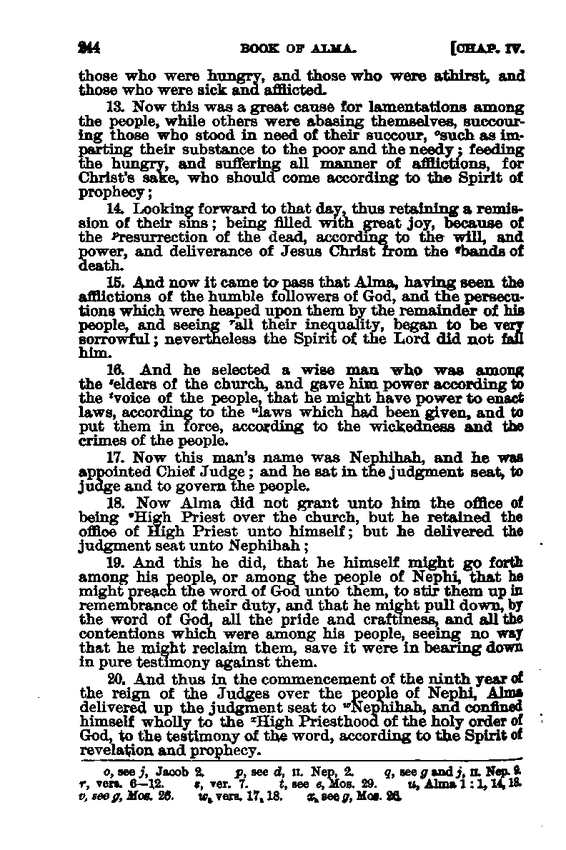 244 BOOK OF ALMA. [CHAP. IV.
those who were hungry, and those who were athirst, and
those who were sick and afflicted.
13. Now this was a great cause for lamentations among
the people, while others were abasing themselves, succour-
ing those who stood in need of their succour, °such as im-
parting their substance to the poor and the needy; feeding
the hungry, and suffering all manner of afflictions, for
Christ's sake, who should come according to the Spirit of
prophecy;
14. Looking forward to that day, thus retaining a remis-
sion of their sins; being filled with great joy, because of
the ᵖresurrection of the dead, according to the will, and
power, and deliverance of Jesus Christ from the ᑫbands of
death.
15. And now it came to pass that Alma, having seen the
afflictions of the humble followers of God, and the persecu-
tions which were heaped upon them by the remainder of his
people, and seeing ʳall their inequality, began to be very
sorrowful; nevertheless the Spirit of the Lord did not fail
him.
16. And he selected a wise man who was among
the ˢelders of the church, and gave him power according to
the ᵗvoice of the people, that he might have power to enact
laws, according to the ᵘlaws which had been given, and to
put them in force, according to the wickedness and the
crimes of the people.
17. Now this man's name was Nephihah, and he was
appointed Chief Judge; and he sat in the judgment seat, to
judge and to govern the people.
18. Now Alma did not grant unto him the office of
being ᵛHigh Priest over the church, but he retained the
office of High Priest unto himself; but he delivered the
judgment seat unto Nephihah;
19. And this he did, that he himself might go forth
among his people, or among the people of Nephi, that he
might preach the word of God unto them, to stir them up in
remembrance of their duty, and that he might pull down, by
the word of God, all the pride and craftiness, and all the
contentions which were among his people, seeing no way
that he might reclaim them, save it were in bearing down
in pure testimony against them.
20. And thus in the commencement of the ninth year of
the reign of the Judges over the people of Nephi, Alma
delivered up the judgment seat to ʷNephihah, and confined
himself wholly to the ˣHigh Priesthood of the holy order of
God, to the testimony of the word, according to the Spirit of
revelation and prophecy.
o, see j, Jacob 2. p, see d, II. Nep. 2. q, see g and j, II. Nep. 9.
r, vers. 6—12. s, ver. 7. t, see e, Mos. 29. u, Alma 1 : 1, 14, 18.
v, see g, Mos. 26. w, vers. 17, 18. x, see g, Mos. 26.